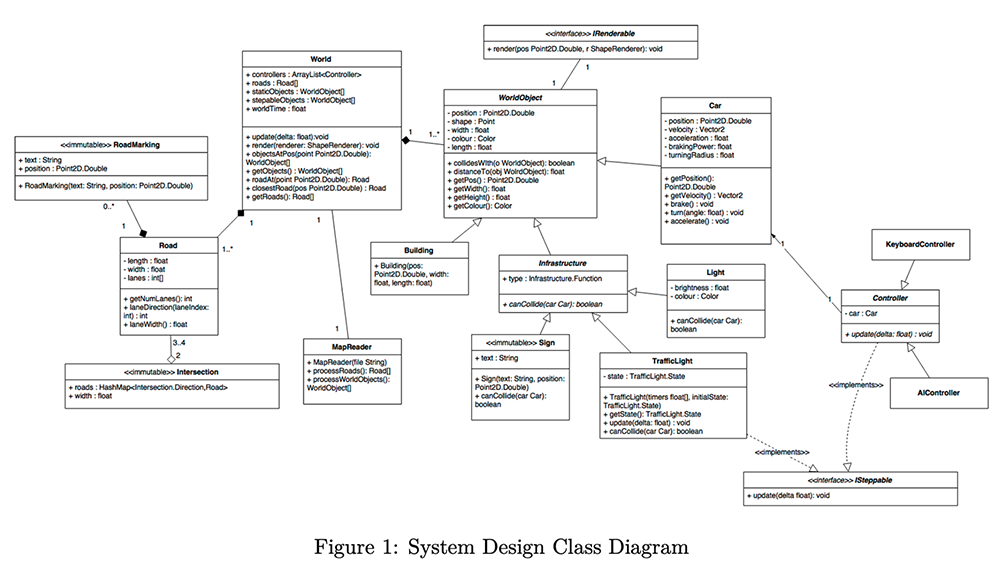 <<interface>> IRenderable
+ render(pos Point2D.Double, r ShapeRenderer): void
1
1
World
+ controllers : ArrayList<Controller>
+ roads : Road[]
+ staticObjects : WorldObject[]
+ stepableObjects : WorldObject[]
+ worldTime : float
+ update(delta: float):void
+ render(renderer: ShapeRenderer): void
+ objectsAtPos(point Point2D.Double):
WorldObject[]
+ getObjects() : WorldObject[]
+ roadAt(point Point2D.Double) : Road
+ closestRoad(pos Point2D.Double) : Road
+ getRoads(): Road[]
1
1..*
WorldObject
- position : Point2D.Double
- shape : Point
- width : float
- colour : Color
- length : float
+ collidesWith(o WorldObject): boolean
+ distanceTo(obj WolrdObject): float
+ getPos() : Point2D.Double
+ getWidth(): float
+ getHeight() : float
+ getColour(): Color
Car
- position : Point2D.Double
- velocity : Vector2
- acceleration : float
- brakingPower : float
- turningRadius : float
+ getPosition():
Point2D.Double
+ getVelocity() : Vector2
+ brake() : void
+ turn(angle: float) : void
+ accelerate() : void
<<immutable>> RoadMarking
+ text : String
+ position : Point2D.Double
+ RoadMarking(text: String, position: Point2D.Double)
0..*
1
1
1..*
1
Road
- length : float
- width : float
- lanes : int[]
+ getNumLanes(): int
+ laneDirection(laneIndex:
int) : int
+ laneWidth() : float
3..4
2
<<immutable>> Intersection
+ roads : HashMap<Intersection.Direction,Road>
+ width : float
1
MapReader
+ MapReader(file String)
+ processRoads(): Road[]
+ processWorldObjects():
WorldObject[]
Building
+ Building(pos:
Point2D.Double, width:
float, length: float)
Infrastructure
+ type : Infrastructure.Function
+ canCollide(car Car): boolean
Light
- brightness : float
- colour : Color
+ canCollide(car Car):
boolean
<<immutable>> Sign
+ text : String
+ Sign(text: String, position:
Point2D.Double)
+ canCollide(car Car):
boolean
TrafficLight
- state : TrafficLight.State
+ TrafficLight(timers float[], initialState:
TrafficLight.State)
+ getState(): TrafficLight.State
+ update(delta: float) : void
+ canCollide(car Car): boolean
KeyboardController
1
1
Controller
- car : Car
+ update(delta: float) : void
AIController
<<implements>>
<<implements>>
<<interface>> ISteppable
+ update(delta float): void
Figure 1: System Design Class Diagram